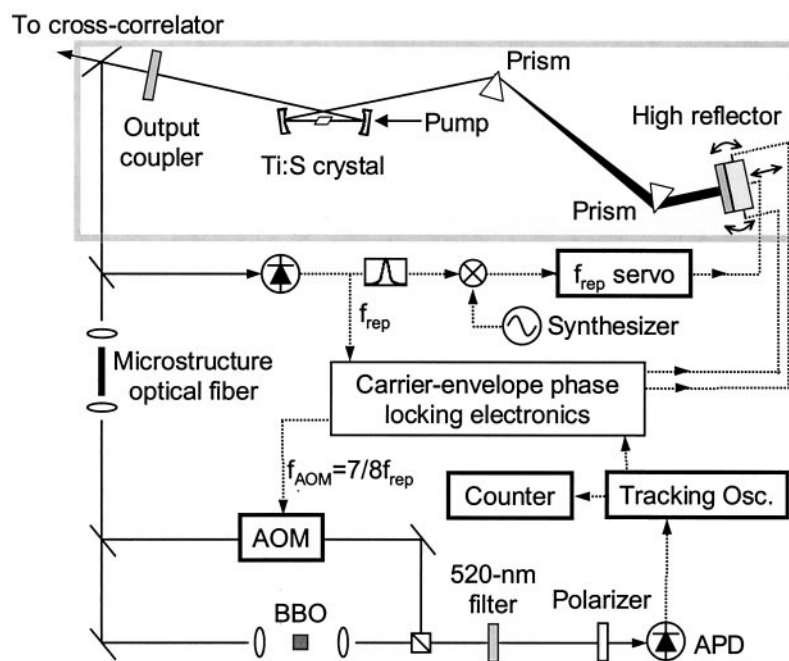 To cross-correlator
Prism
Output
coupler
Pump
Ti:S crystal
High reflector
Prism
f_rep servo
f_rep
Synthesizer
Microstructure
optical fiber
Carrier-envelope phase
locking electronics
f_AOM=7/8f_rep
Counter
Tracking Osc.
AOM
520-nm
filter
Polarizer
BBO
APD